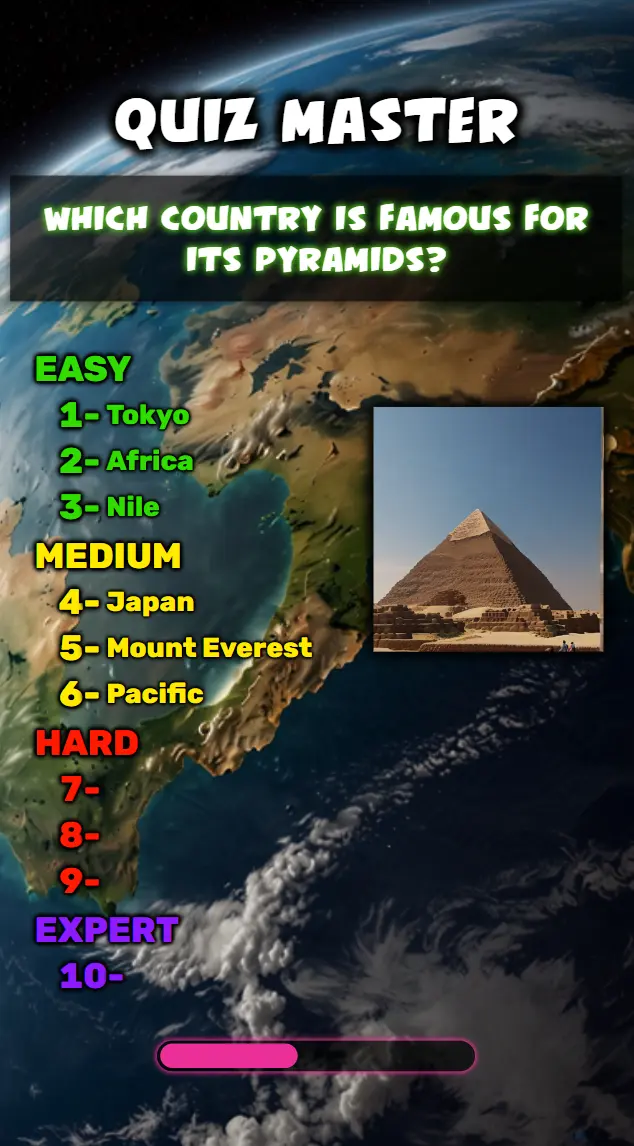 QUIZ MASTER
WHICH COUNTRY IS FAMOUS FOR
ITS PYRAMIDS?
EASY
1- Tokyo
2- Africa
3- Nile
MEDIUM
4- Japan
5- Mount Everest
6- Pacific
HARD
7-
8-
9-
EXPERT
10-